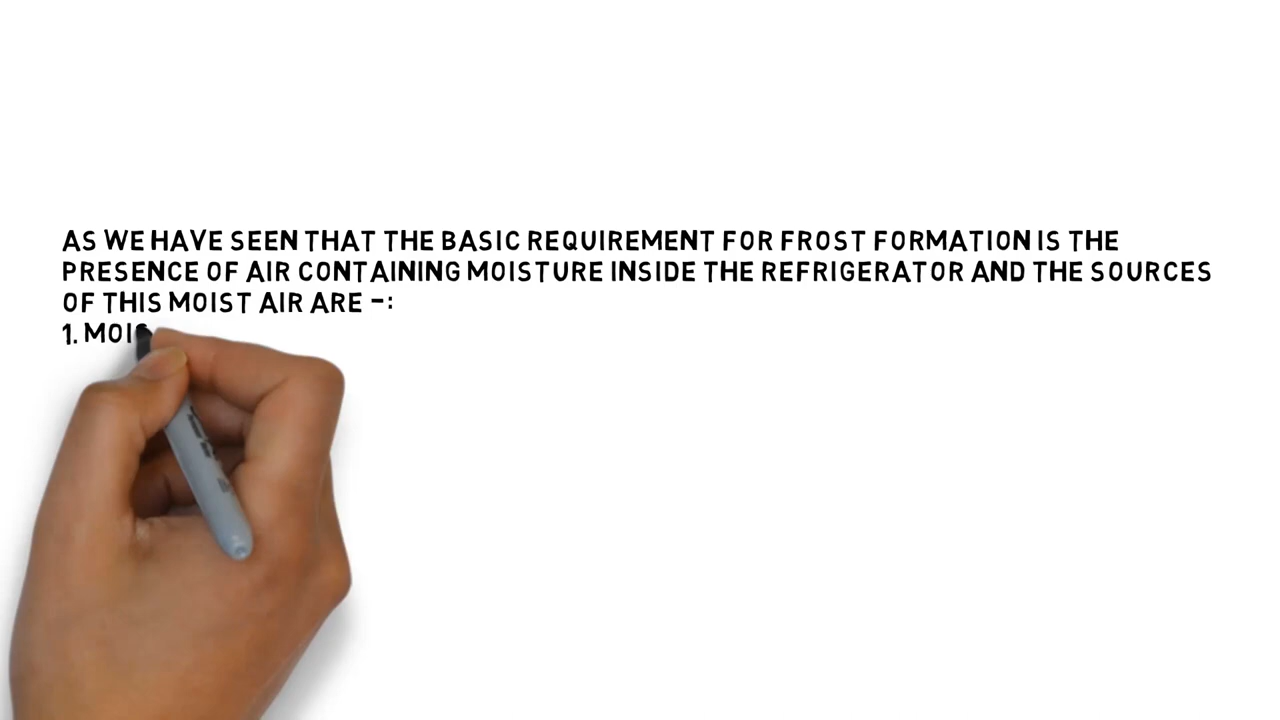 AS WE HAVE SEEN THAT THE BASIC REQUIREMENT FOR FROST FORMATION IS THE
PRESENCE OF AIR CONTAINING MOISTURE INSIDE THE REFRIGERATOR AND THE SOURCES
OF THIS MOIST AIR ARE -:
1. MOIS